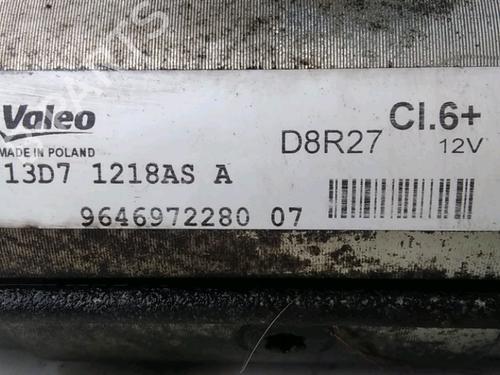 Valeo
MADE IN POLAND
D8R27 Cl.6+
12V
13D7 1218AS A
9646972280 07